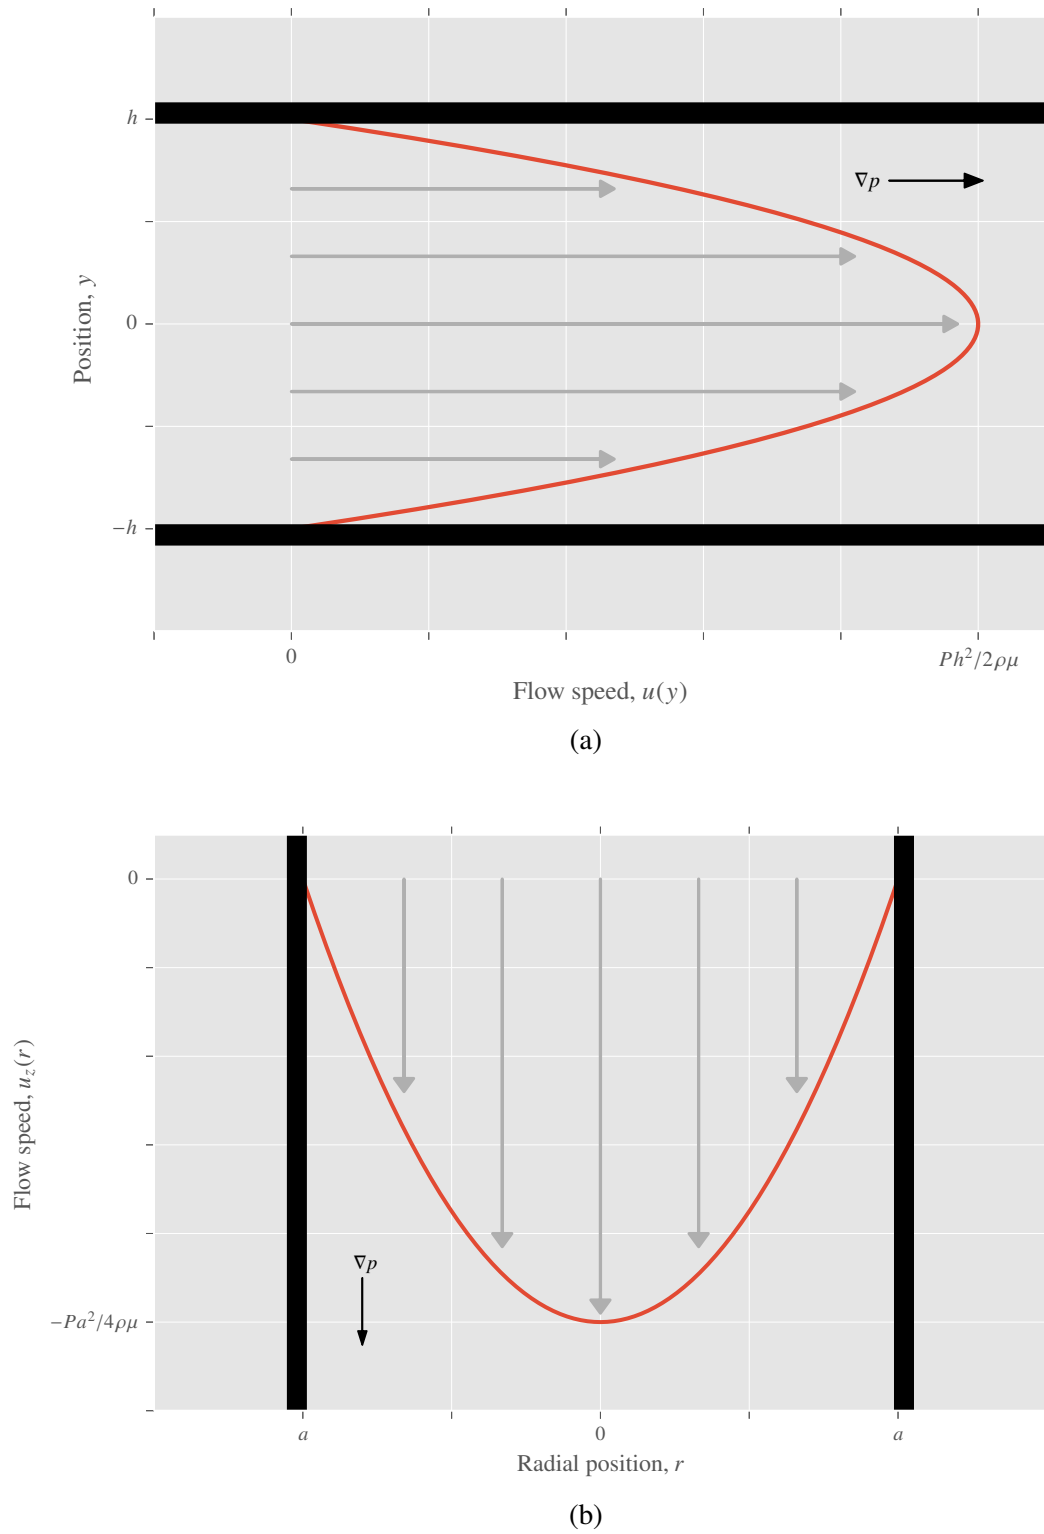 h
∇p
Position, y
0
−h
0
Ph²/2ρμ
Flow speed, u(y)
(a)
0
Flow speed, u_z(r)
∇p
−Pa²/4ρμ
a
0
a
Radial position, r
(b)